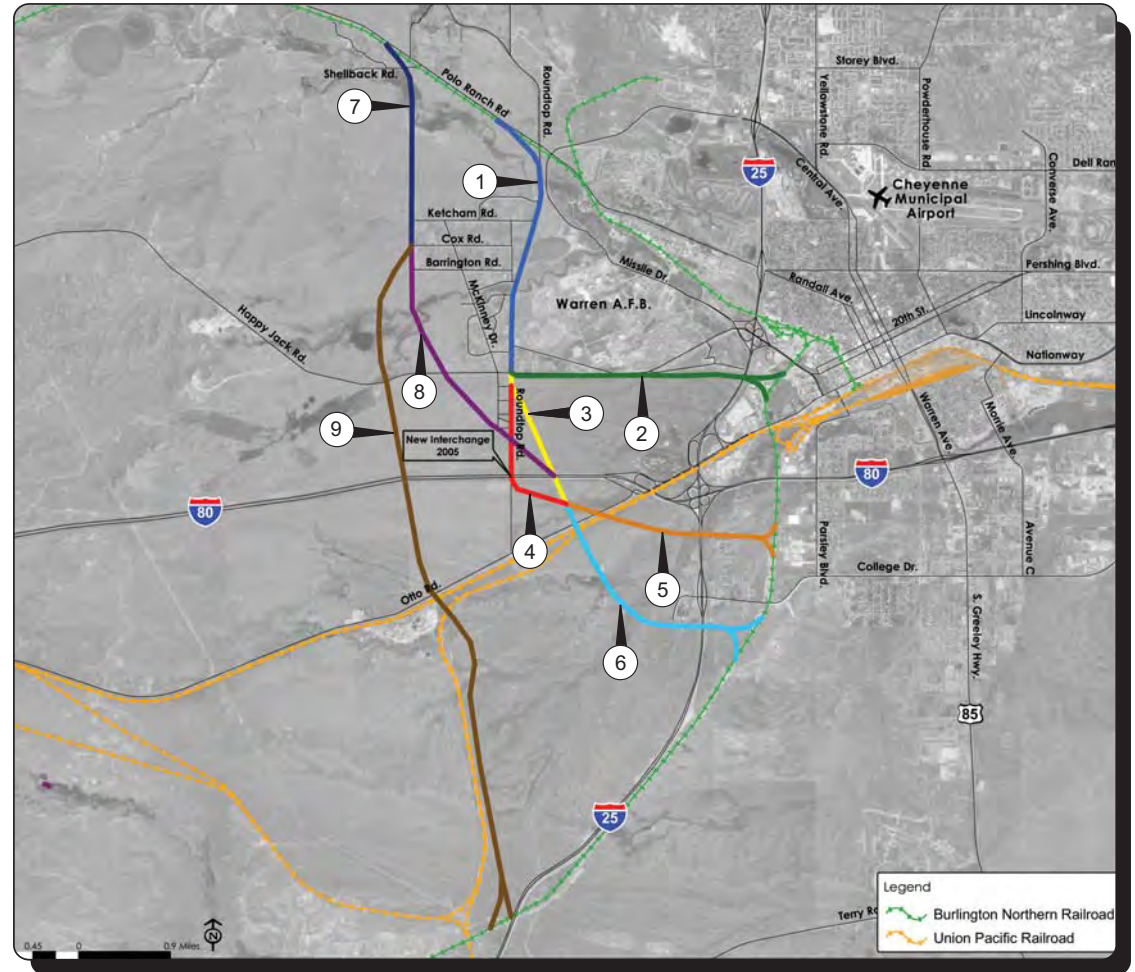 Shellback Rd.
Polo Ranch Rd
Roundtop Rd.
Storey Blvd.
Yellowstone Rd.
Powderhouse Rd.
Converse Ave.
Dell Ran
7
1
25
Central Ave.
Cheyenne
Municipal
Airport
Ketcham Rd.
Cox Rd.
Barrington Rd.
McKinney Dr.
Missile Dr.
Warren A.F.B.
Randall Ave.
Pershing Blvd.
20th St.
Lincolnway
Nationway
Happy Jack Rd.
8
9
3
2
Roundtop Rd.
New Interchange
2005
Warren Ave.
Morrie Ave.
80
80
4
5
6
Otto Rd.
Parsley Blvd.
College Dr.
Avenue C
S. Greeley Hwy.
85
25
Terry R
Legend
Burlington Northern Railroad
Union Pacific Railroad
N
0.45 0 0.9 Miles